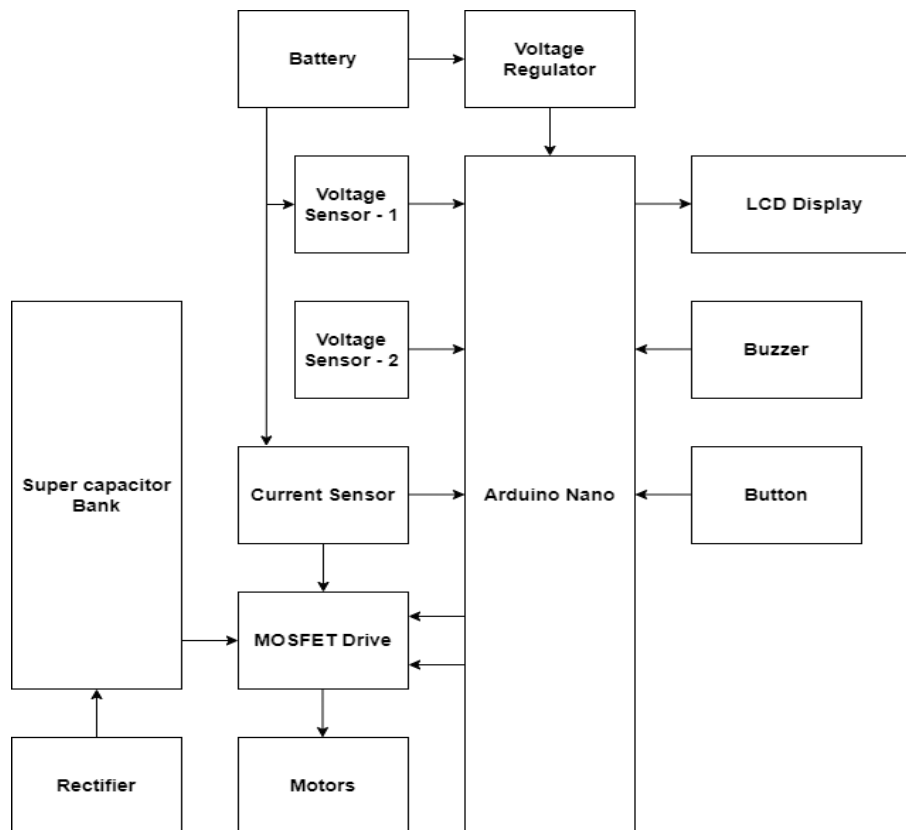 Battery
Voltage
Regulator
Voltage
Sensor - 1
LCD Display
Voltage
Sensor - 2
Buzzer
Super capacitor
Bank
Current Sensor
Arduino Nano
Button
MOSFET Drive
Rectifier
Motors